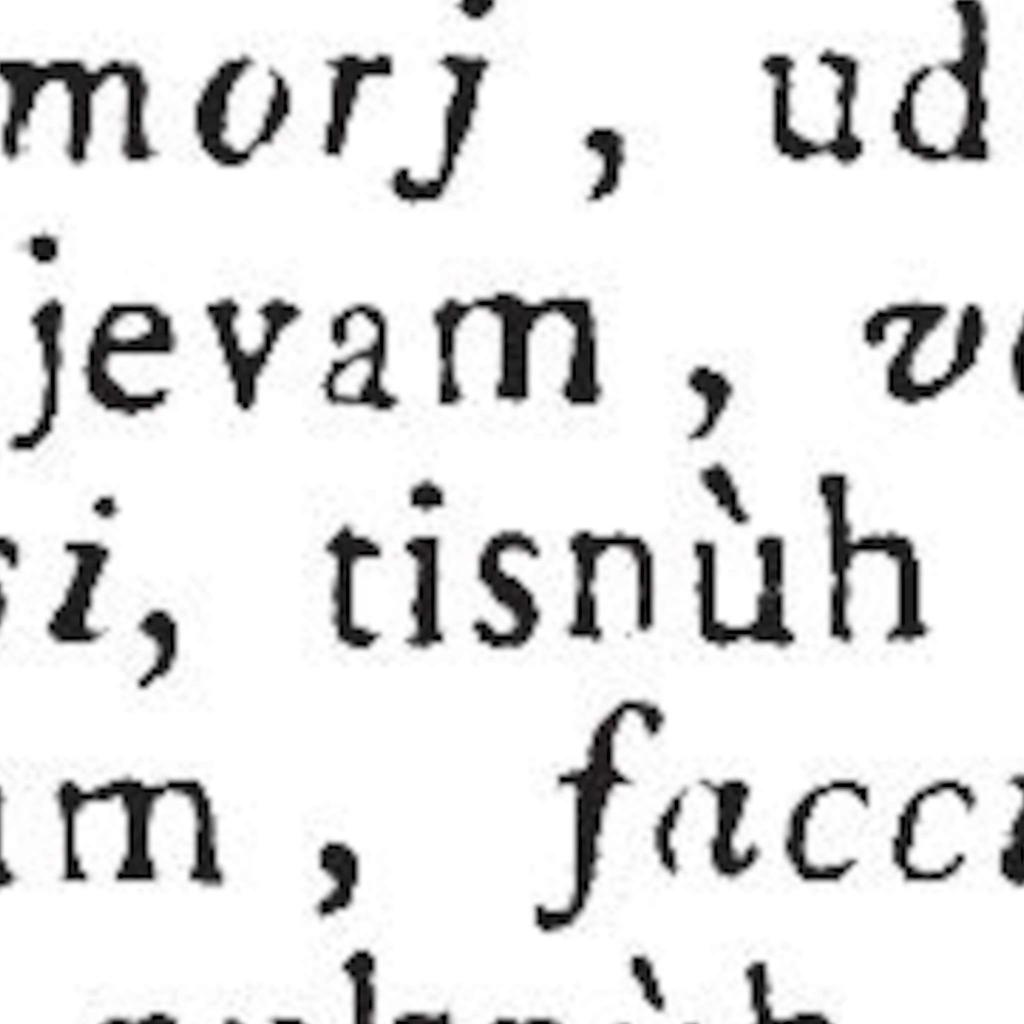 morj, ud
jevam,
i, tisnùh
m, facc